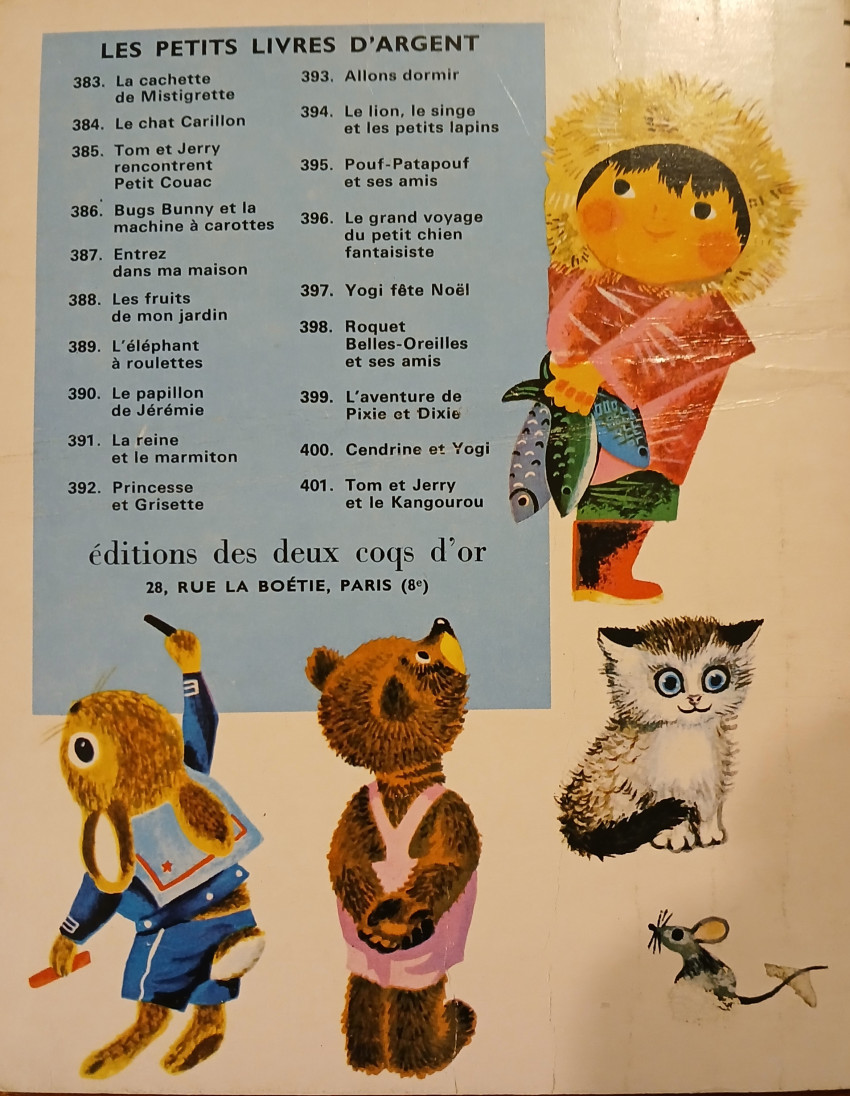 LES PETITS LIVRES D'ARGENT
383. La cachette
de Mistigrette
384. Le chat Carillon
385. Tom et Jerry
rencontrent
Petit Couac
386. Bugs Bunny et la
machine à carottes
387. Entrez
dans ma maison
388. Les fruits
de mon jardin
389. L'éléphant
à roulettes
390. Le papillon
de Jérémie
391. La reine
et le marmiton
392. Princesse
et Grisette
393. Allons dormir
394. Le lion, le singe
et les petits lapins
395. Pouf-Patapouf
et ses amis
396. Le grand voyage
du petit chien
fantaisiste
397. Yogi fête Noël
398. Roquet
Belles-Oreilles
et ses amis
399. L'aventure de
Pixie et Dixie
400. Cendrine et Yogi
401. Tom et Jerry
et le Kangourou
éditions des deux coqs d'or
28, RUE LA BOÉTIE, PARIS (8e)